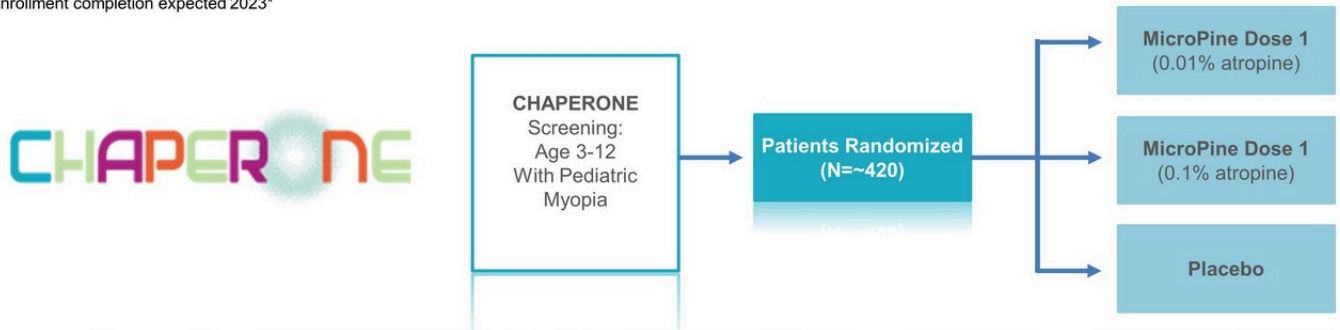 nrollment completion expected 2023*
CHAPERONE
CHAPERONE
Screening:
Age 3-12
With Pediatric
Myopia
Patients Randomized
(N=~420)
MicroPine Dose 1
(0.01% atropine)
MicroPine Dose 1
(0.1% atropine)
Placebo